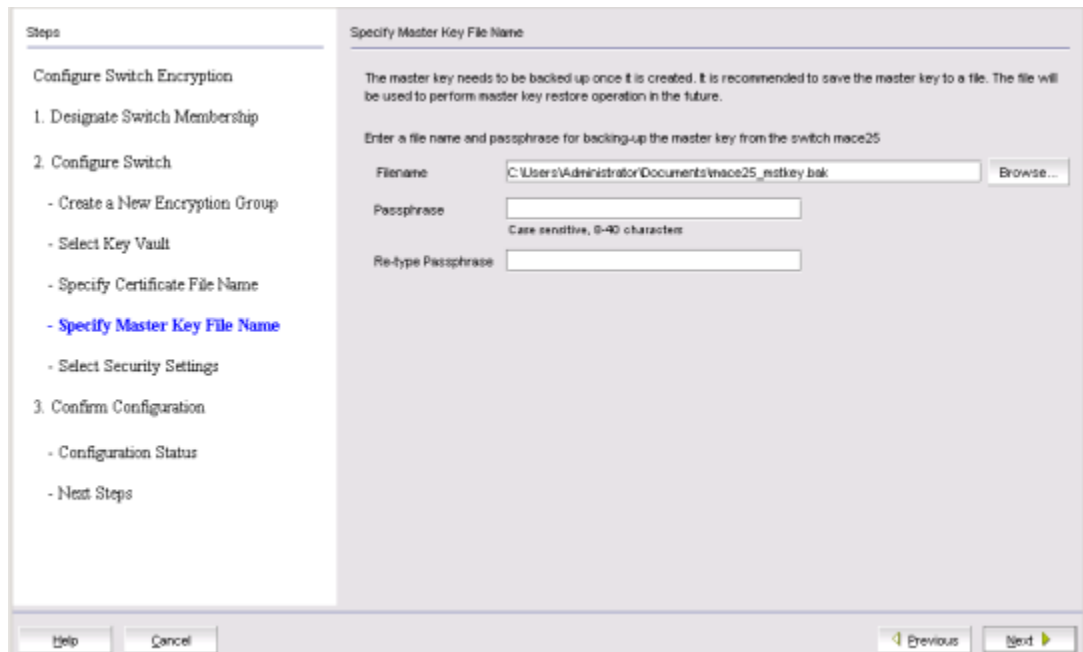 Steps
Configure Switch Encryption
1. Designate Switch Membership
2. Configure Switch
- Create a New Encryption Group
- Select Key Vault
- Specify Certificate File Name
- Specify Master Key File Name
- Select Security Settings
3. Confirm Configuration
- Configuration Status
- Next Steps
Specify Master Key File Name
The master key needs to be backed up once it is created. It is recommended to save the master key to a file. The file will
be used to perform master key restore operation in the future.
Enter a file name and passphrase for backing-up the master key from the switch mace25
Filename C:\Users\Administrator\Documents\mace25_mstkey.bak Browse...
Passphrase
Case sensitive, 8-40 characters
Re-type Passphrase
Help Cancel Previous Next